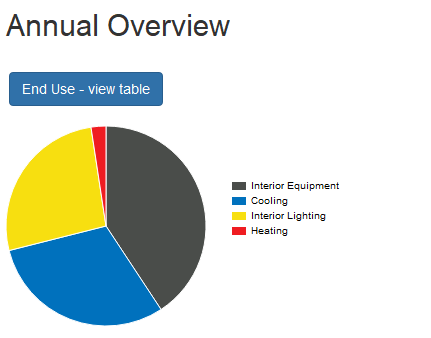 Annual Overview
End Use - view table
Interior Equipment
Cooling
Interior Lighting
Heating